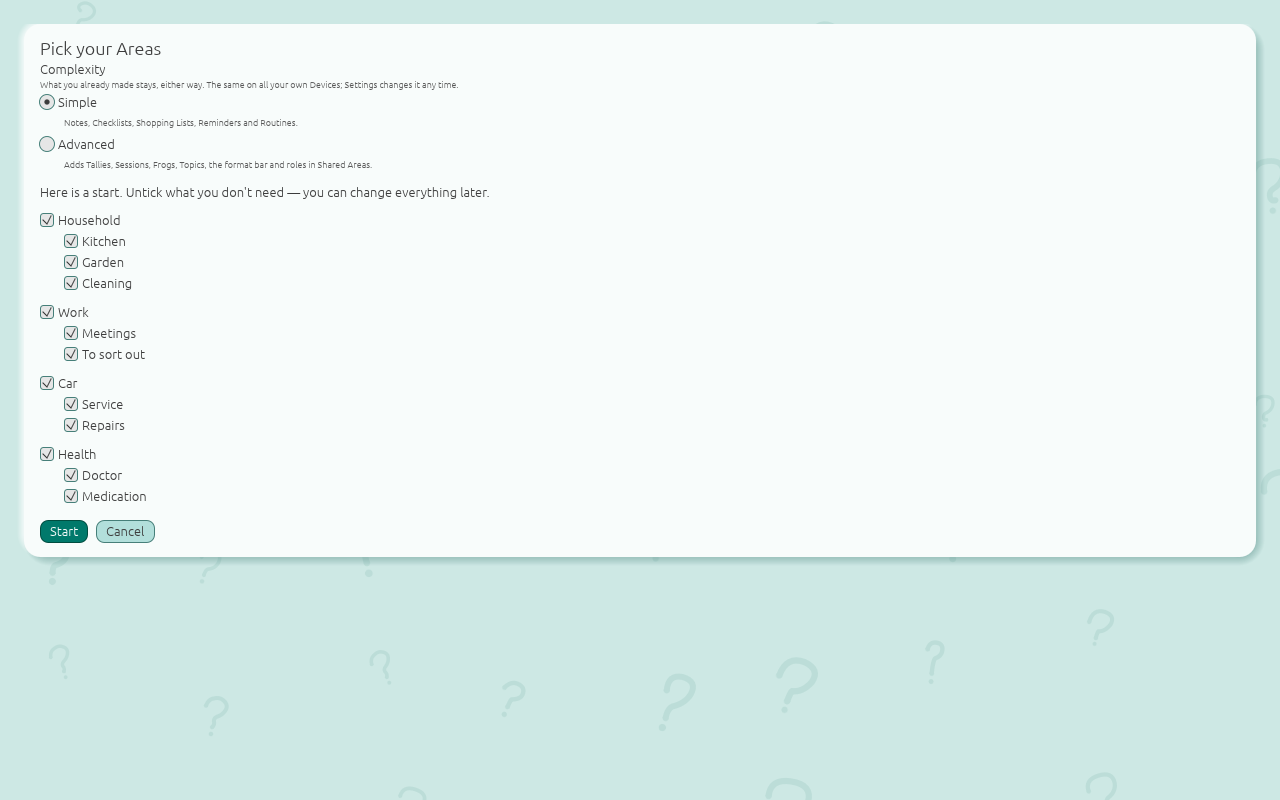 Pick your Areas
Complexity
What you already made stays, either way. The same on all your own Devices; Settings changes it any time.
Simple
Notes, Checklists, Shopping Lists, Reminders and Routines.
Advanced
Adds Tallies, Sessions, Frogs, Topics, the format bar and roles in Shared Areas.
Here is a start. Untick what you don't need — you can change everything later.
Household
Kitchen
Garden
Cleaning
Work
Meetings
To sort out
Car
Service
Repairs
Health
Doctor
Medication
Start Cancel